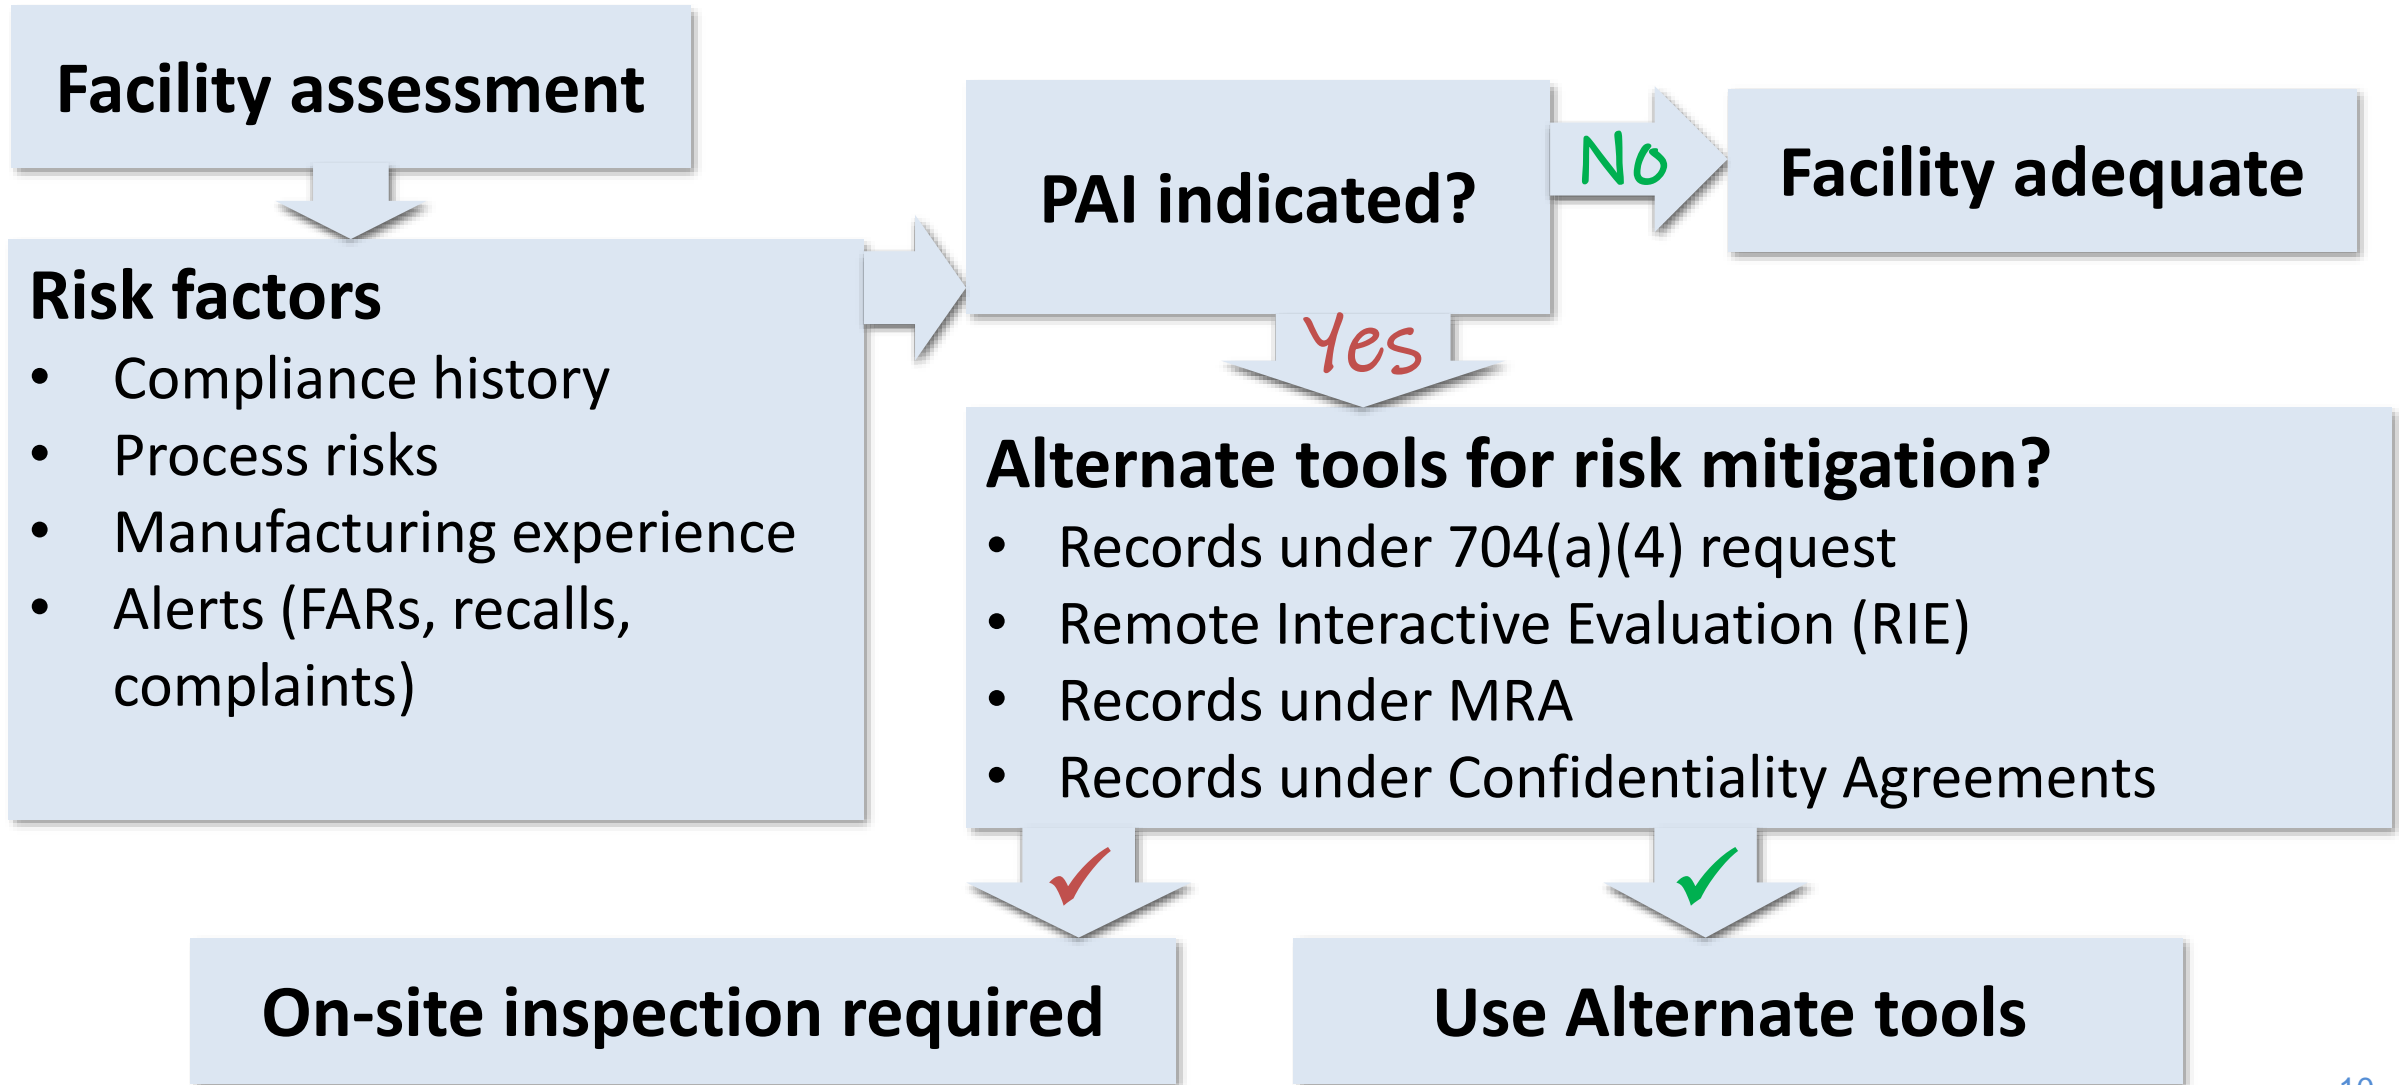 Facility assessment
Risk factors
• Compliance history
• Process risks
• Manufacturing experience
• Alerts (FARs, recalls,
complaints)
PAI indicated?
No
Facility adequate
Yes
Alternate tools for risk mitigation?
• Records under 704(a)(4) request
• Remote Interactive Evaluation (RIE)
• Records under MRA
• Records under Confidentiality Agreements
✓
✓
On-site inspection required
Use Alternate tools